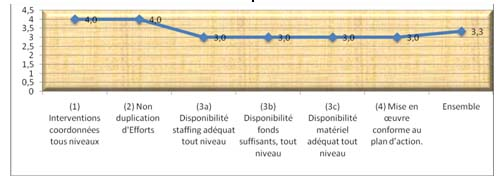 4,5
4
3,5
3
2,5
2
1,5
1
0,5
0
4,0
4,0
3,0
3,0
3,0
3,0
3,3
(1)
Interventions
coordonnées
tous niveaux
(2) Non
duplication
d'Efforts
(3a)
Disponibilité
staffing adéquat
tout niveau
(3b)
Disponibilité
fonds
suffisants, tout
niveau
(3c)
Disponibilité
matériel
adéquat tout
niveau
(4) Mise en
œuvre
conforme au
plan d'action.
Ensemble